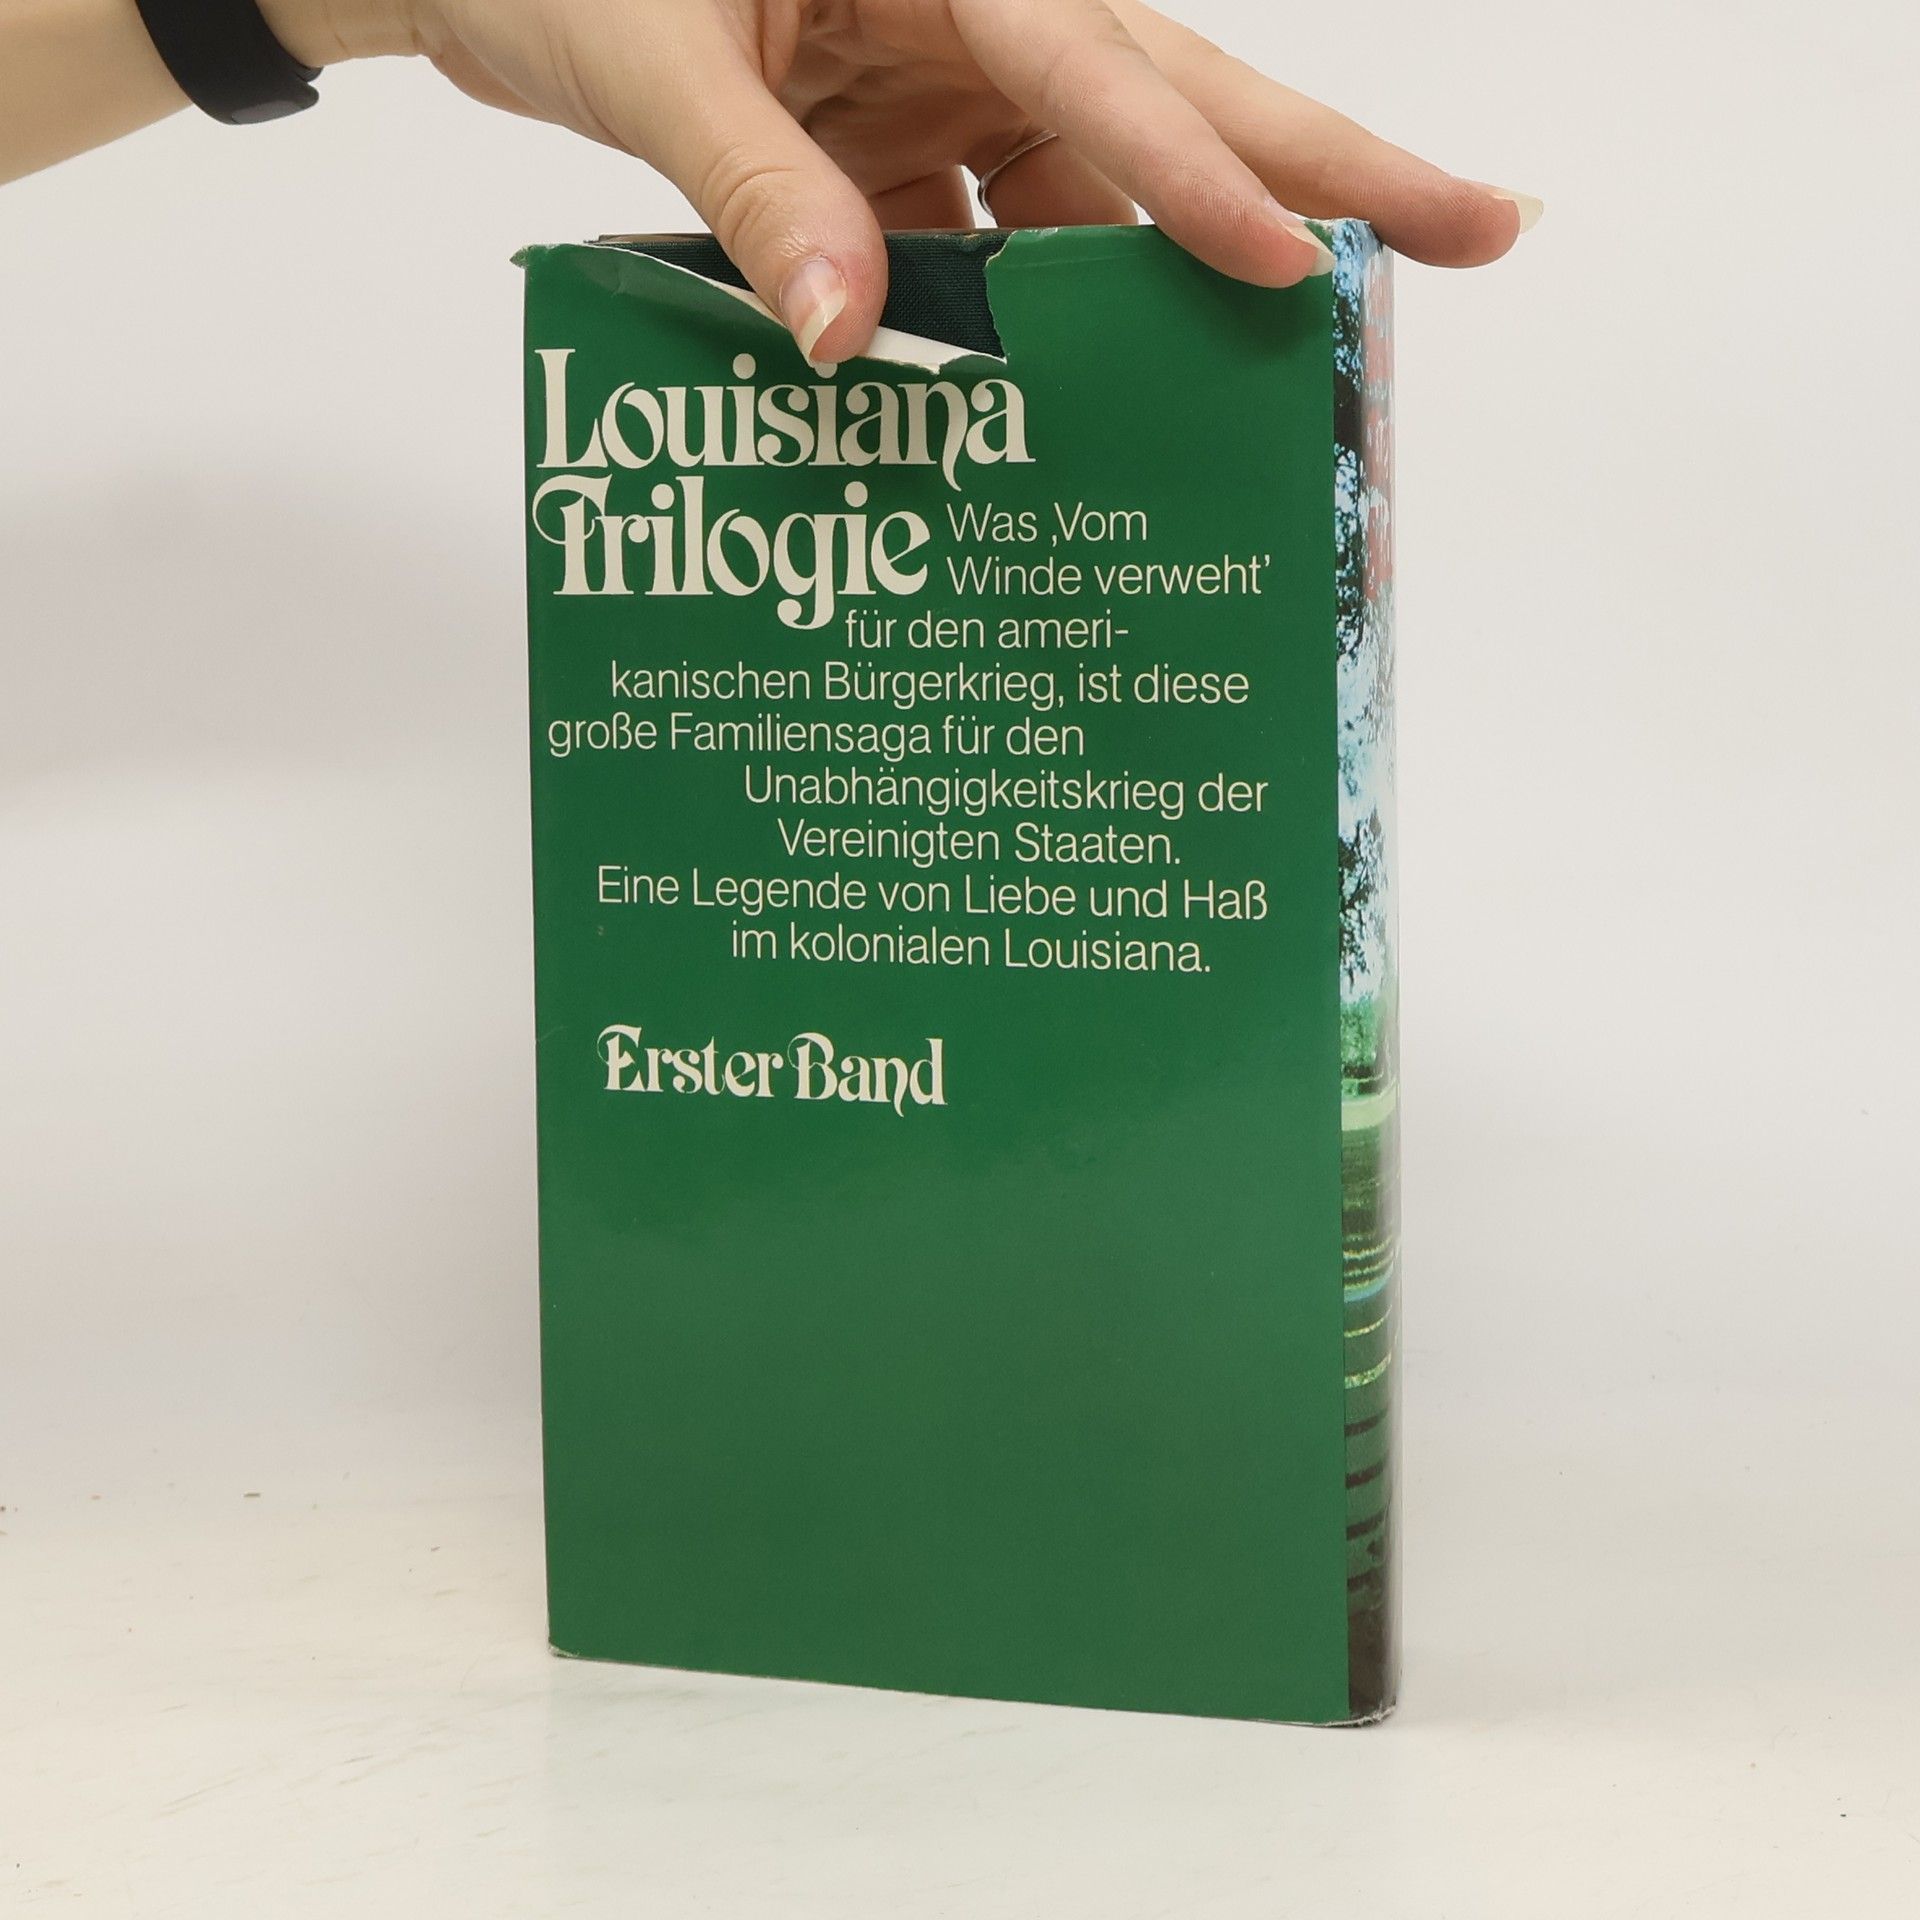 Louisiana
Trilogie
Was ‚Vom
Winde verweht’
für den ameri-
kanischen Bürgerkrieg, ist diese
große Familiensaga für den
Unabhängigkeitskrieg der
Vereinigten Staaten.
Eine Legende von Liebe und Haß
im kolonialen Louisiana.
Erster Band